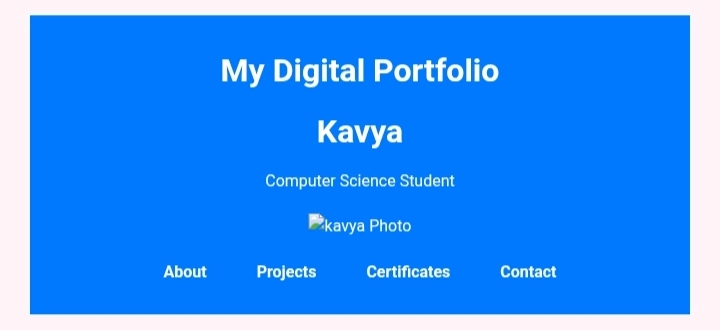 My Digital Portfolio
Kavya
Computer Science Student
kavya Photo
About Projects Certificates Contact